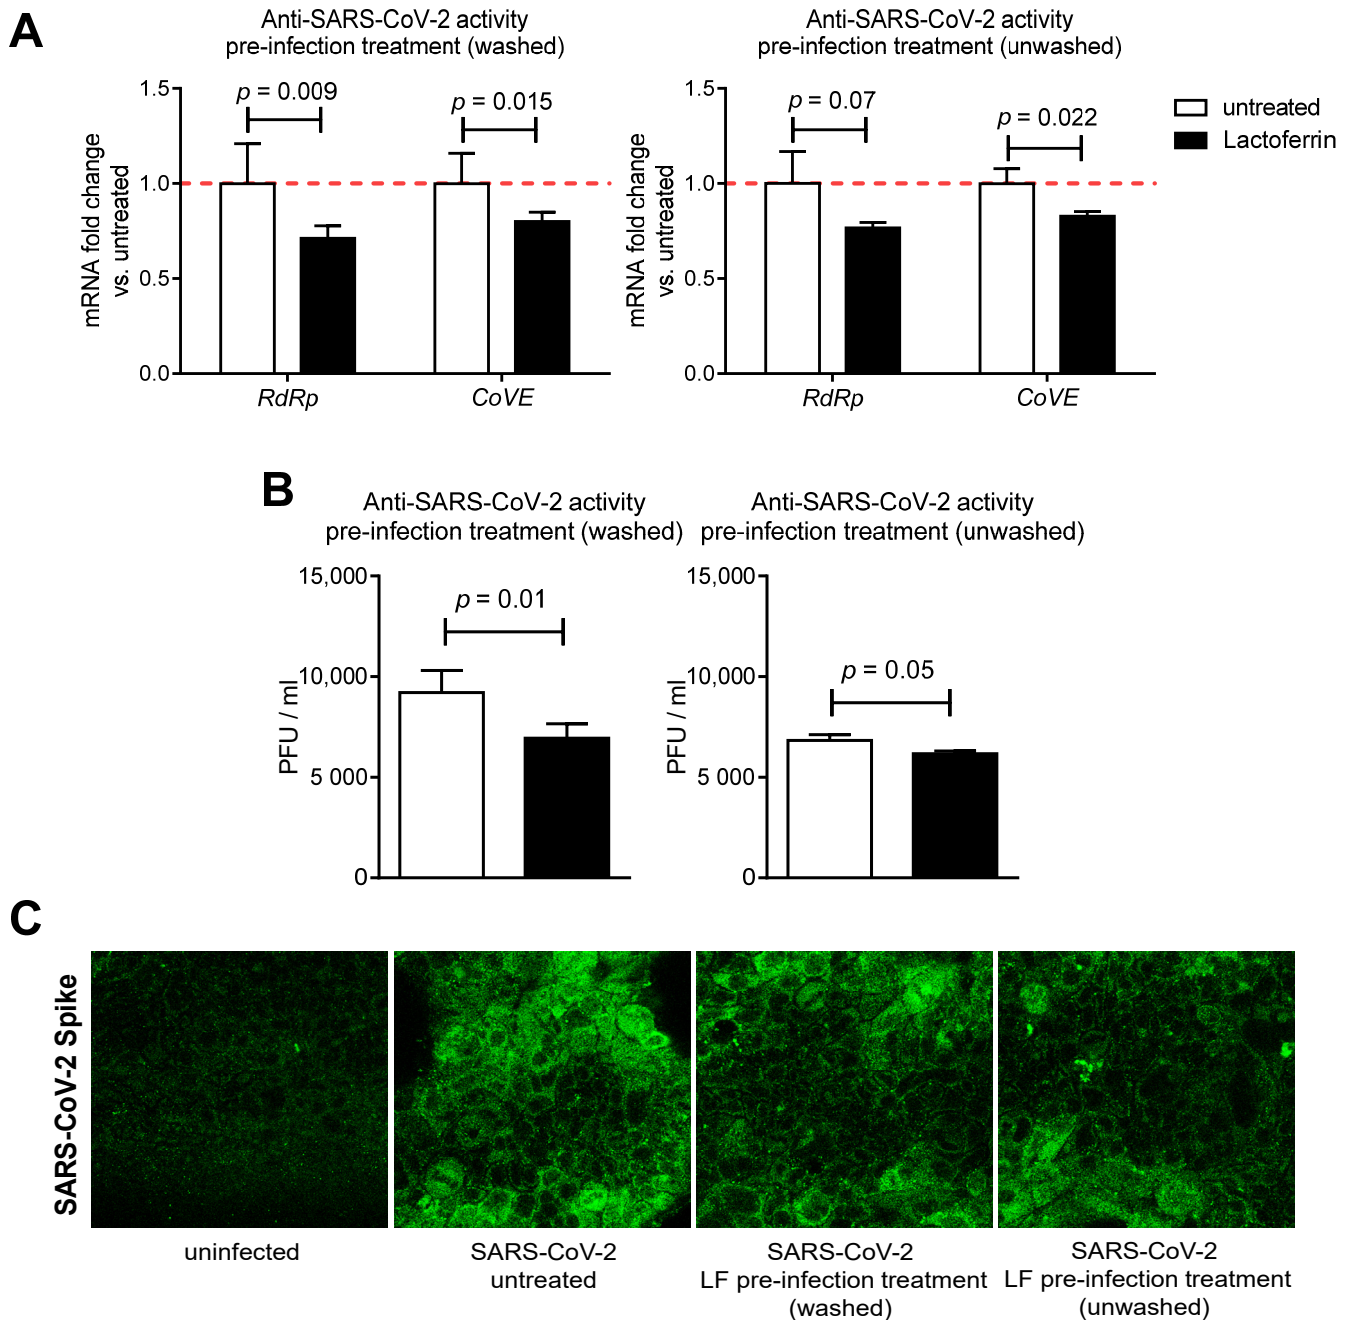 A
Anti-SARS-CoV-2 activity
pre-infection treatment (washed)
mRNA fold change
vs. untreated
1.5
1.0
0.5
0.0
p = 0.009
p = 0.015
RdRp
CoVE
Anti-SARS-CoV-2 activity
pre-infection treatment (unwashed)
mRNA fold change
vs. untreated
1.5
1.0
0.5
0.0
p = 0.07
p = 0.022
RdRp
CoVE
untreated
Lactoferrin
B
Anti-SARS-CoV-2 activity
pre-infection treatment (washed)
PFU / ml
15,000
10,000
5 000
0
p = 0.01
Anti-SARS-CoV-2 activity
pre-infection treatment (unwashed)
PFU / ml
15,000
10,000
5 000
0
p = 0.05
C
SARS-CoV-2 Spike
uninfected
SARS-CoV-2
untreated
SARS-CoV-2
LF pre-infection treatment
(washed)
SARS-CoV-2
LF pre-infection treatment
(unwashed)